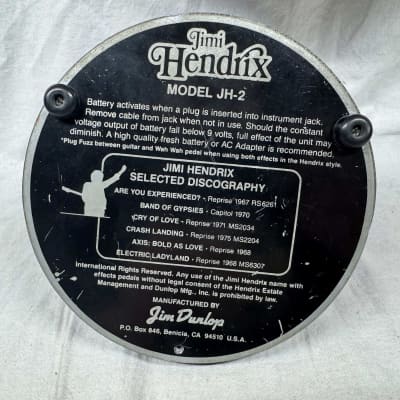 Jimi
Hendrix
MODEL JH-2
Battery activates when a plug is inserted into instrument jack.
Remove cable from jack when not in use. Should the constant
voltage output of battery fall below 9 volts, full effect of the unit may
diminish. A high quality fresh battery or AC Adapter is recommended.
*Plug Fuzz between guitar and Wah Wah pedal when using both effects in the Hendrix style.
JIMI HENDRIX
SELECTED DISCOGRAPHY
ARE YOU EXPERIENCED? - Reprise 1967 RS6261
BAND OF GYPSIES - Capitol 1970
CRY OF LOVE - Reprise 1971 MS2034
CRASH LANDING - Reprise 1975 MS2204
AXIS: BOLD AS LOVE - Reprise 1968
ELECTRIC LADYLAND - Reprise 1968 MS6307
International Rights Reserved. Any use of the Jimi Hendrix name with
effects pedals without legal consent of the Hendrix Estate
Management and Dunlop Mfg., Inc. is prohibited by law.
MANUFACTURED BY
Jim Dunlop
P.O. Box 846, Benicia, CA 94510 U.S.A.